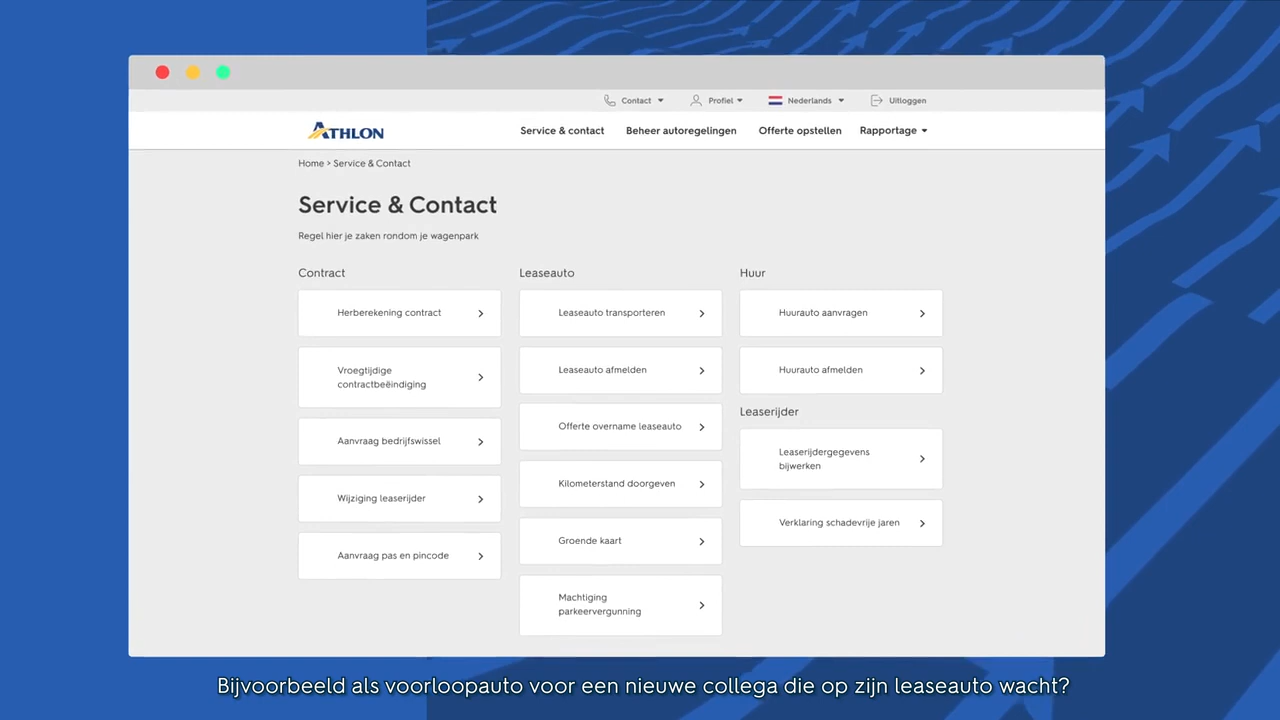 Contact
Profiel
Nederlands
Uitloggen
ATHLON
Service & contact
Beheer autoregelingen
Offerte opstellen
Rapportage
Home > Service & Contact
Service & Contact
Regel hier je zaken rondom je wagenpark
Contract
Herberekening contract
Vroegtijdige
contractbeëindiging
Aanvraag bedrijfswissel
Wijziging leaserijder
Aanvraag pas en pincode
Leaseauto
Leaseauto transporteren
Leaseauto afmelden
Offerte overname leaseauto
Kilometerstand doorgeven
Groende kaart
Machtiging
parkeervergunning
Huur
Huurauto aanvragen
Huurauto afmelden
Leaserijder
Leaserijdergegevens
bijwerken
Verklaring schadevrije jaren
Bijvoorbeeld als voorloopauto voor een nieuwe collega die op zijn leaseauto wacht?